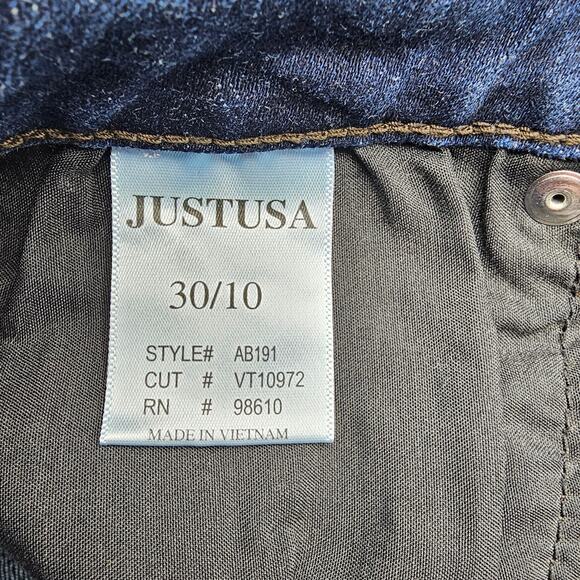 JUSTUSA
30/10
STYLE# AB191
CUT # VT10972
RN # 98610
MADE IN VIETNAM